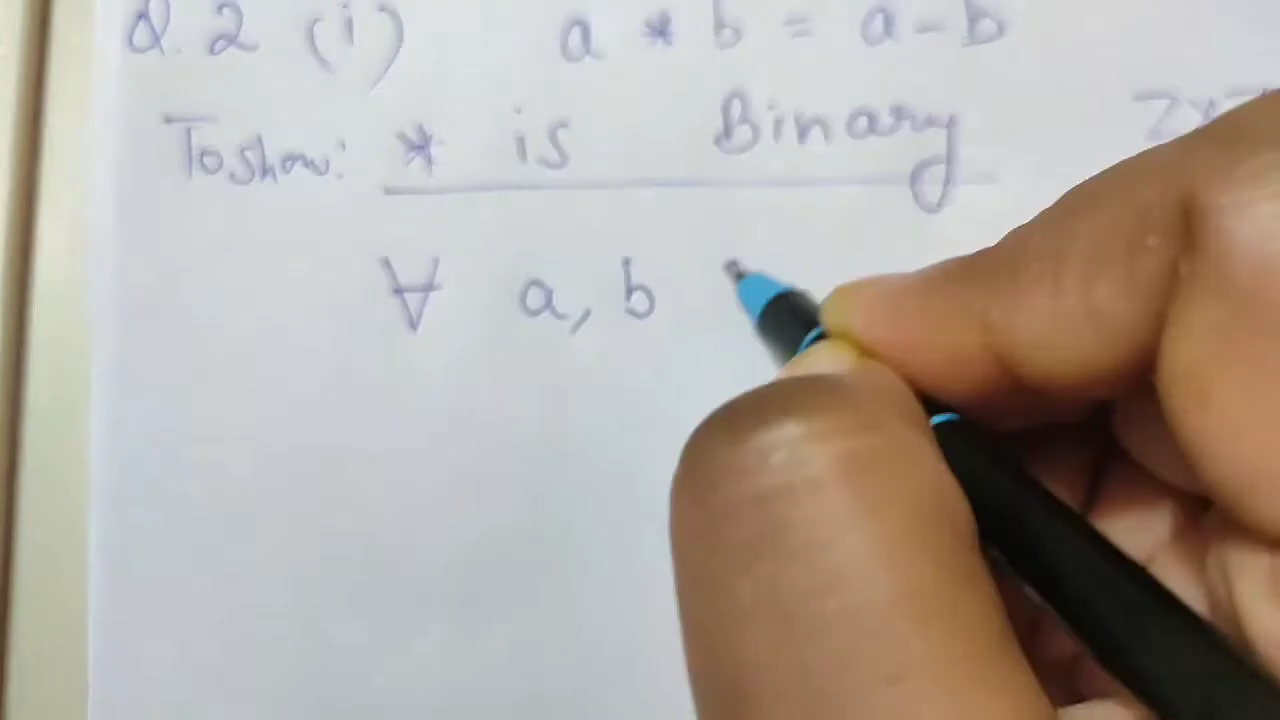 Q. 2 (i) a * b = a - b
To show: * is Binary Z×Z
∀ a, b